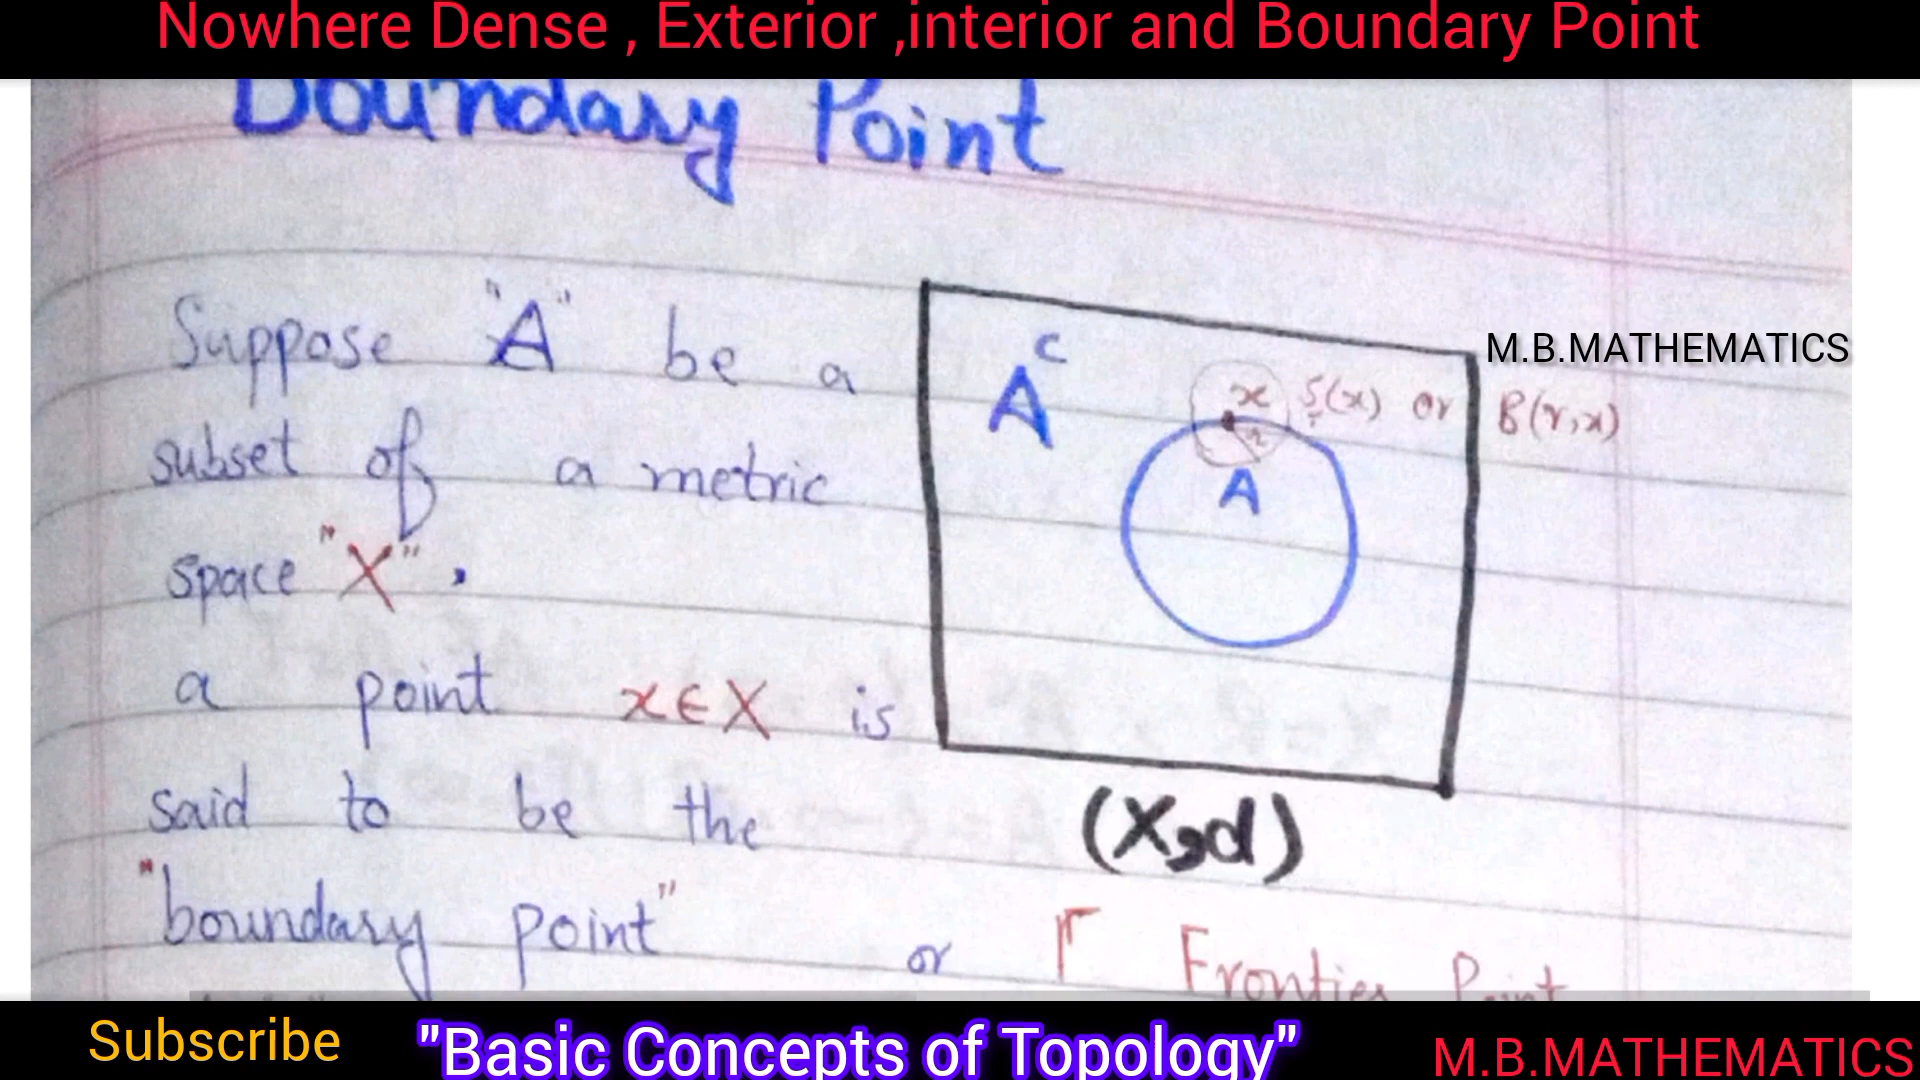 Nowhere Dense , Exterior ,interior and Boundary Point
Boundary Point
Suppose "A" be a
subset of a metric
space "X".
a point x∈X is
said to be the
"boundary point" or Frontier Point
A^c
x S_r(x) or B(r,x)
r
A
(X,d)
M.B.MATHEMATICS
Subscribe
"Basic Concepts of Topology"
M.B.MATHEMATICS